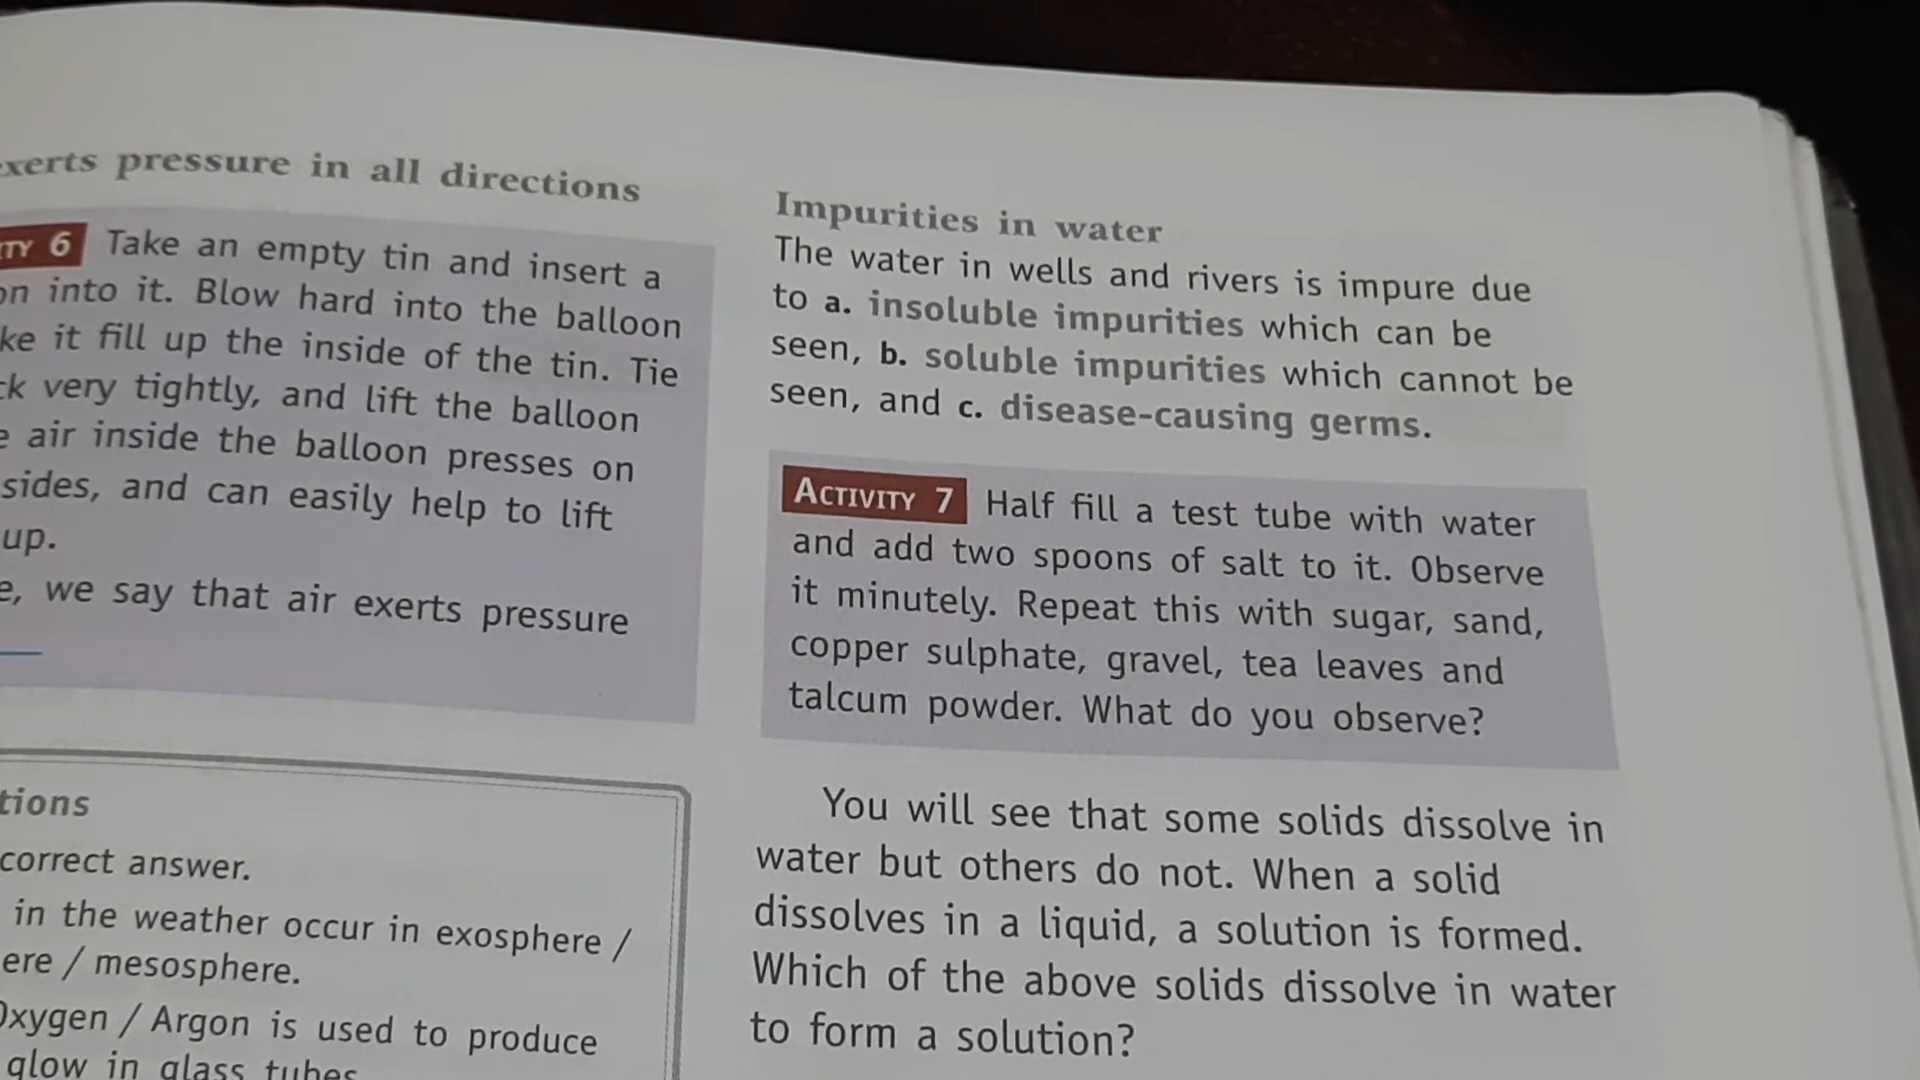 exerts pressure in all directions
6 Take an empty tin and insert a
into it. Blow hard into the balloon
it fill up the inside of the tin. Tie
very tightly, and lift the balloon
air inside the balloon presses on
sides, and can easily help to lift
up.
we say that air exerts pressure
correct answer.
in the weather occur in exosphere /
/ mesosphere.
Oxygen / Argon is used to produce
glow in glass tubes
Impurities in water
The water in wells and rivers is impure due
to a. insoluble impurities which can be
seen, b. soluble impurities which cannot be
seen, and c. disease-causing germs.
ACTIVITY 7 Half fill a test tube with water
and add two spoons of salt to it. Observe
it minutely. Repeat this with sugar, sand,
copper sulphate, gravel, tea leaves and
talcum powder. What do you observe?
You will see that some solids dissolve in
water but others do not. When a solid
dissolves in a liquid, a solution is formed.
Which of the above solids dissolve in water
to form a solution?